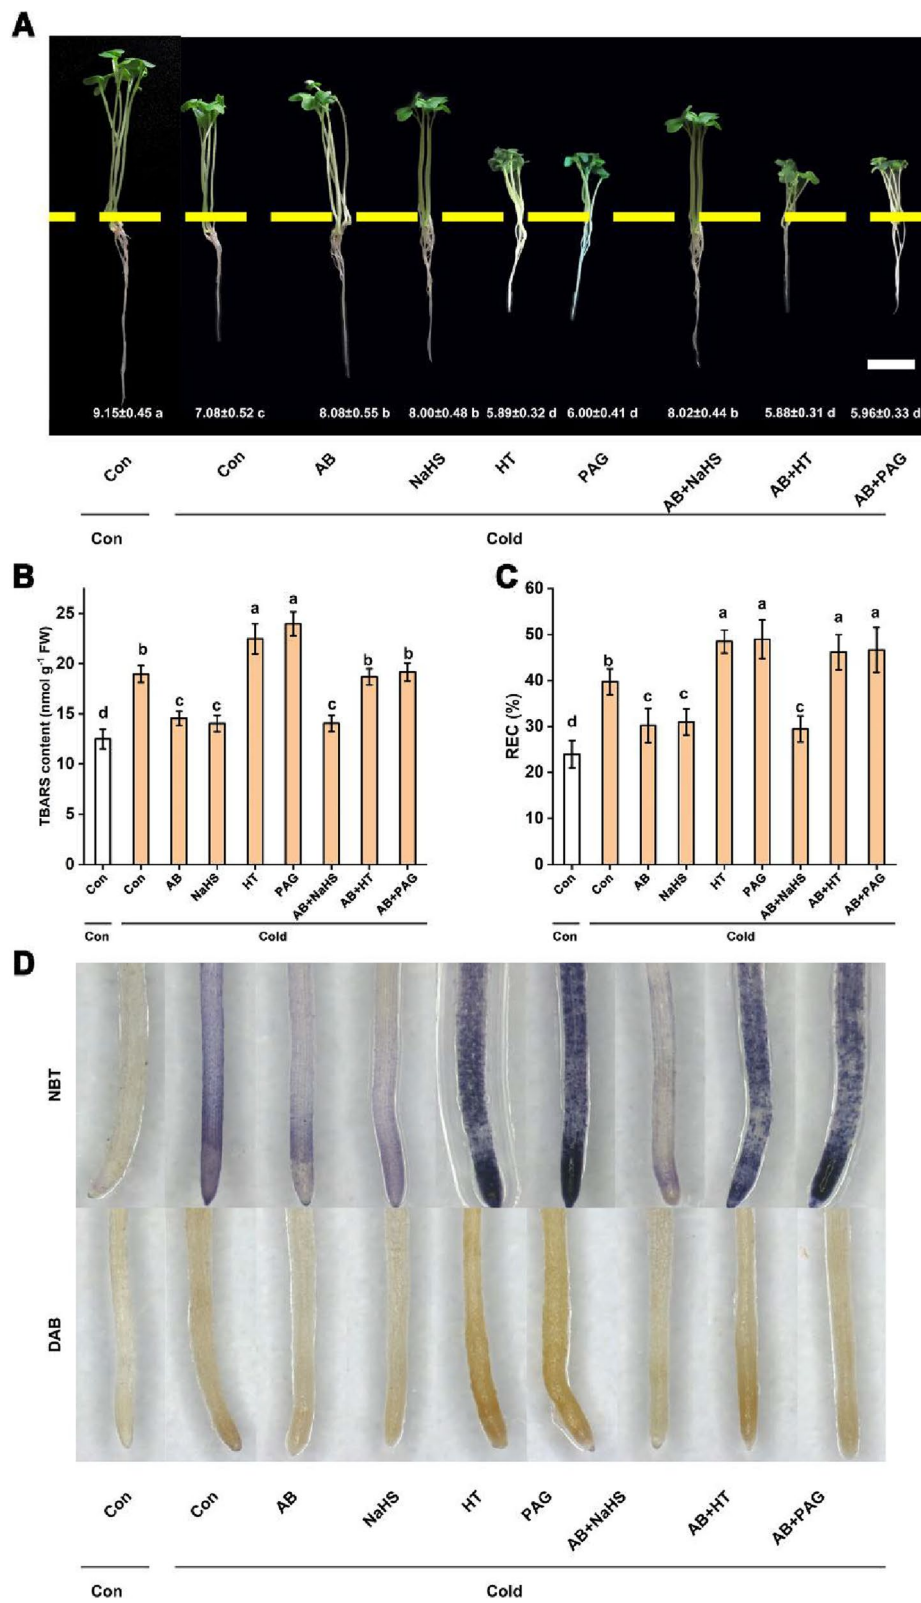 A
9.15±0.45 a 7.08±0.52 c 8.08±0.55 b 8.00±0.48 b 5.89±0.32 d 6.00±0.41 d 8.02±0.44 b 5.88±0.31 d 5.96±0.33 d
Con Con AB NaHS HT PAG AB+NaHS AB+HT AB+PAG
Con Cold
B
TBARS content (nmol g⁻¹ FW)
25
20
15
10
5
0
d b c c a a c b b
Con Con AB NaHS HT PAG AB+NaHS AB+HT AB+PAG
Con Cold
C
REC (%)
60
50
40
30
20
10
0
d b c c a a c a a
Con Con AB NaHS HT PAG AB+NaHS AB+HT AB+PAG
Con Cold
D
NBT
DAB
Con Con AB NaHS HT PAG AB+NaHS AB+HT AB+PAG
Con Cold